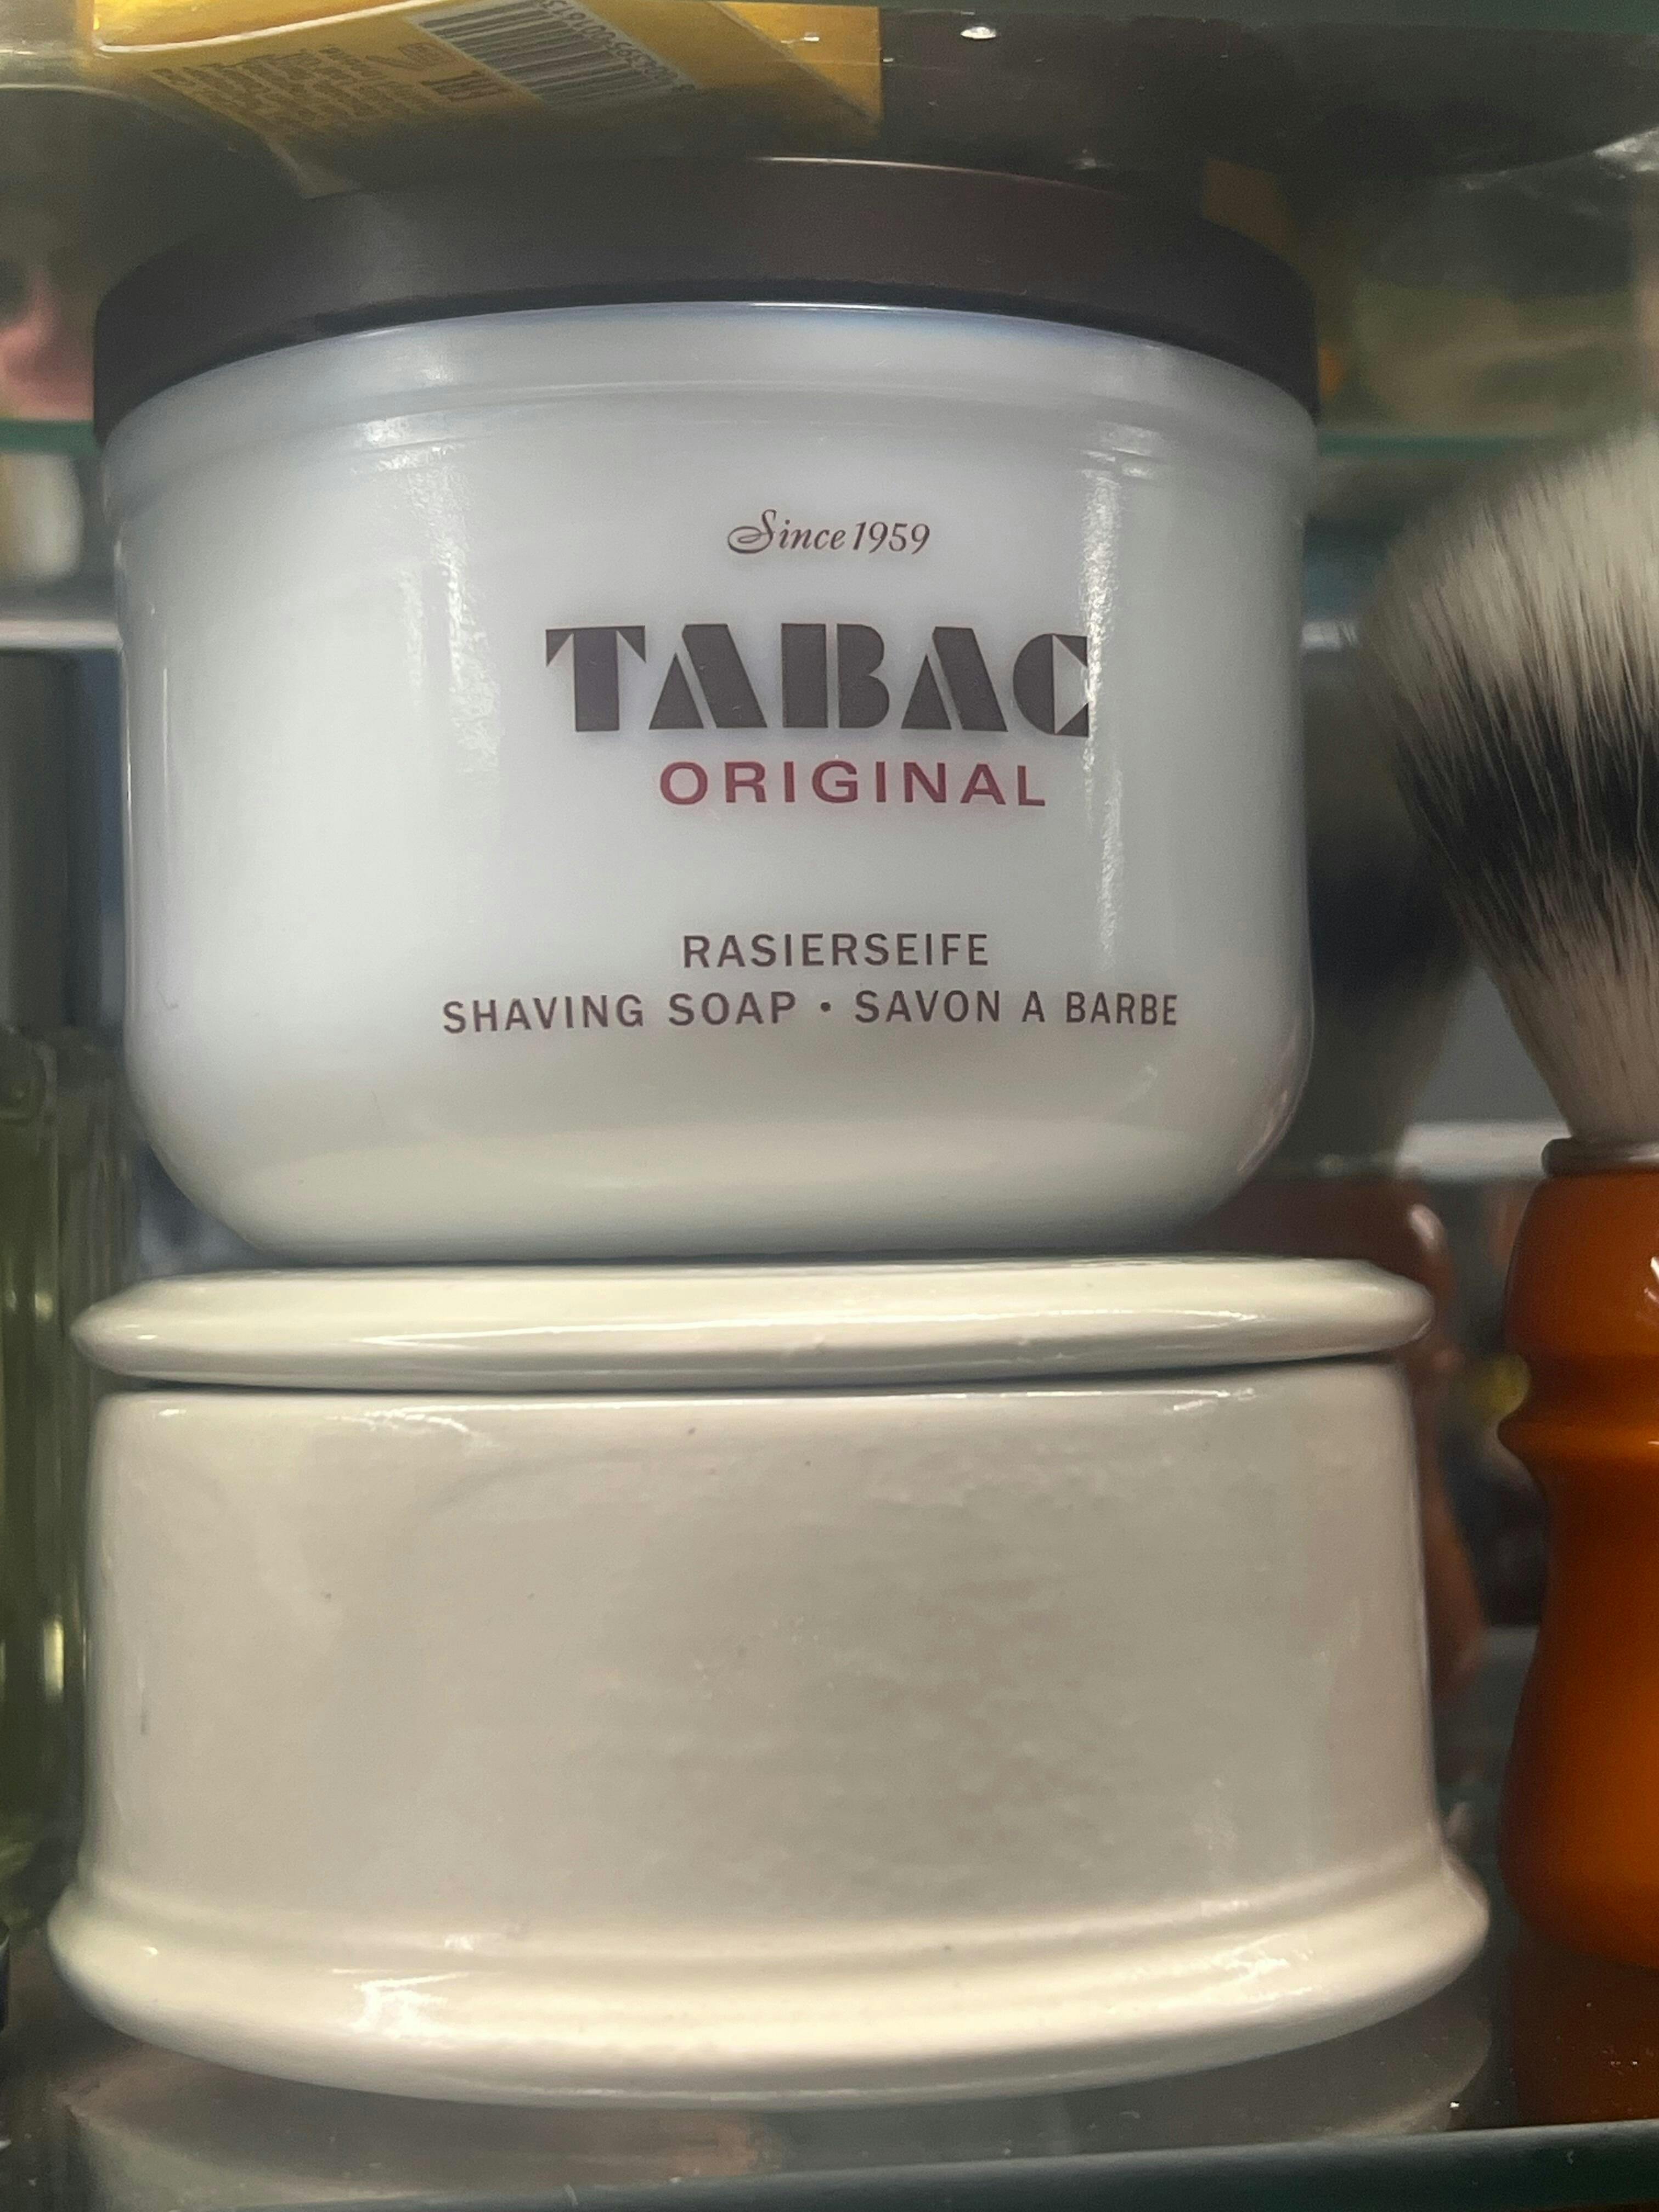 Since 1959
TABAC
ORIGINAL
RASIERSEIFE
SHAVING SOAP • SAVON A BARBE